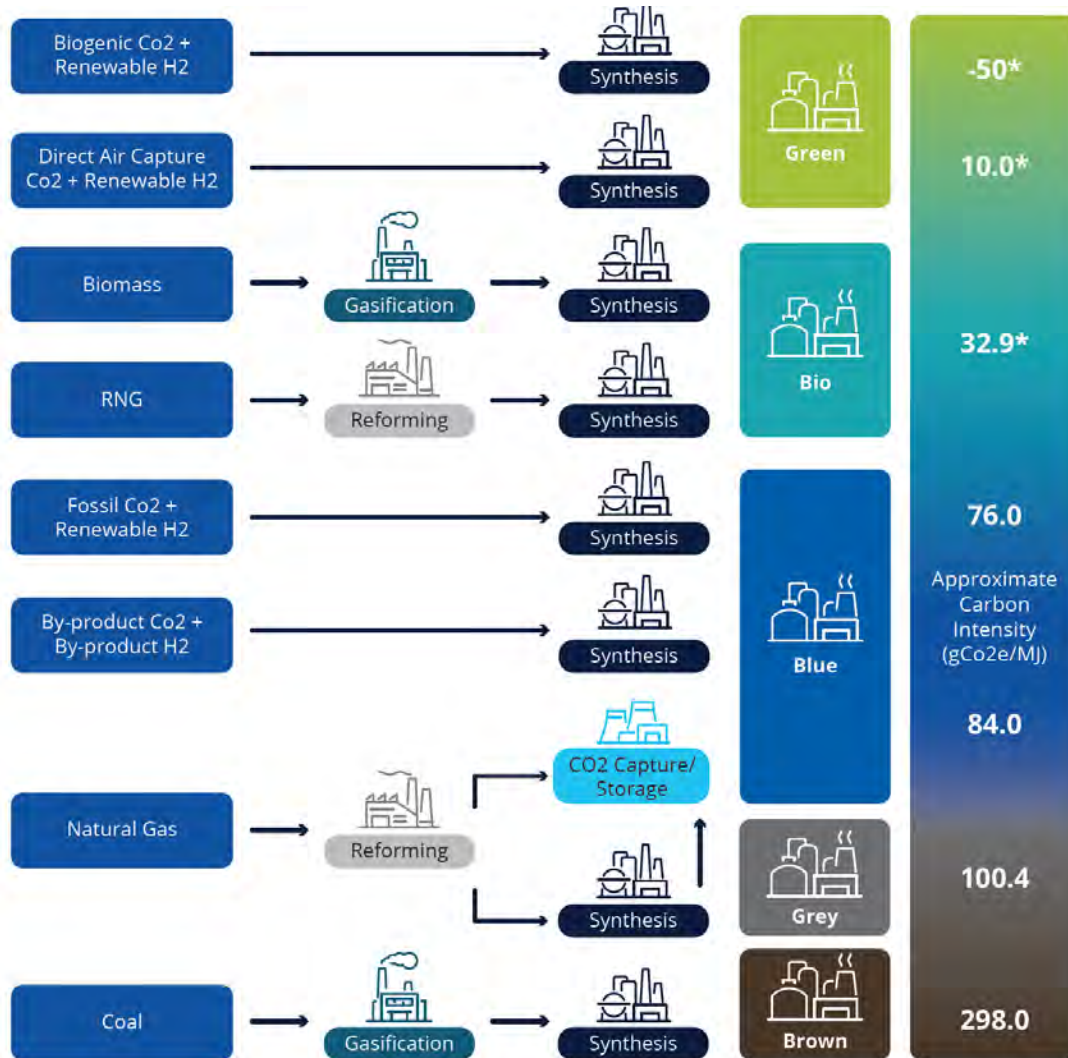 Biogenic Co2 +
Renewable H2
Synthesis
Green
-50*
Direct Air Capture
Co2 + Renewable H2
Synthesis
10.0*
Biomass
Gasification
Synthesis
Bio
32.9*
RNG
Reforming
Synthesis
Fossil Co2 +
Renewable H2
Synthesis
76.0
Approximate
Carbon
Intensity
(gCo2e/MJ)
By-product Co2 +
By-product H2
Synthesis
Blue
84.0
CO2 Capture/
Storage
Natural Gas
Reforming
Synthesis
Grey
100.4
Coal
Gasification
Synthesis
Brown
298.0